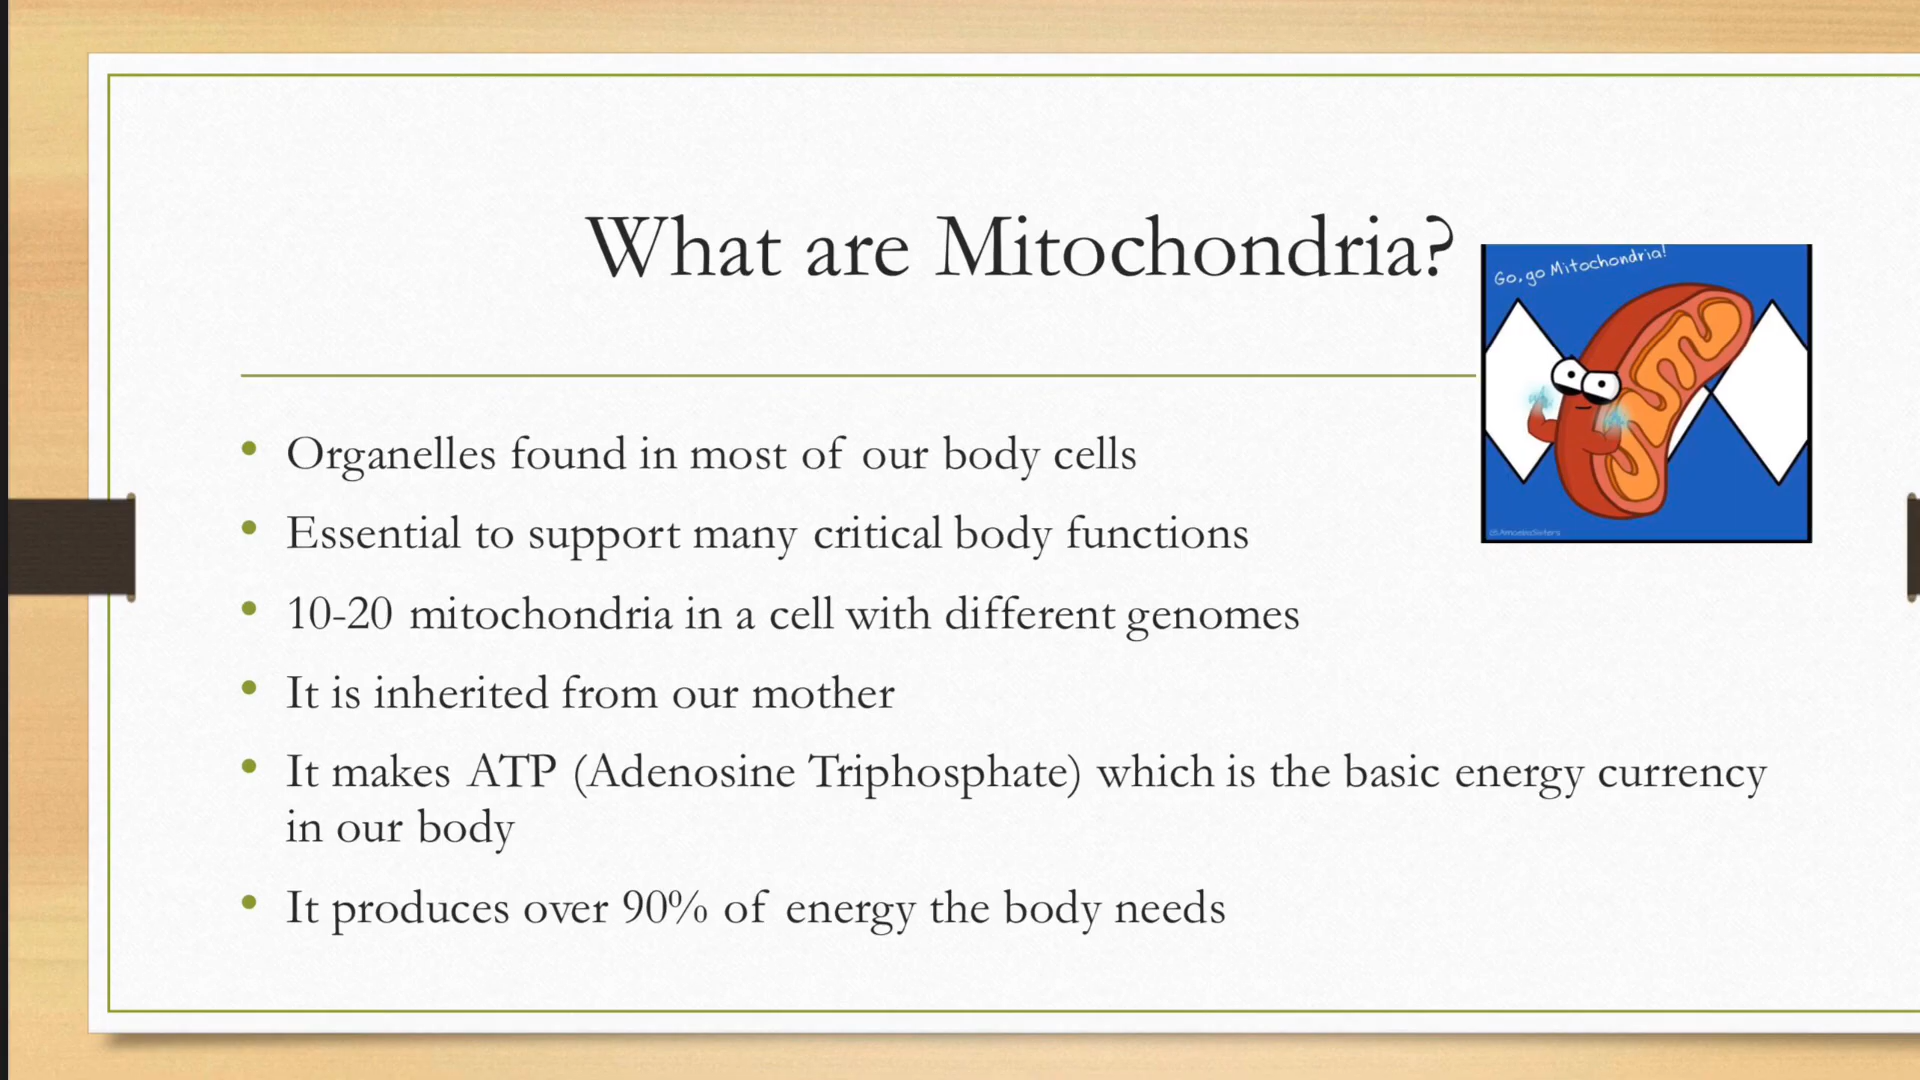 What are Mitochondria?
Go, go Mitochondria!
@AmoebaSisters
• Organelles found in most of our body cells
• Essential to support many critical body functions
• 10-20 mitochondria in a cell with different genomes
• It is inherited from our mother
• It makes ATP (Adenosine Triphosphate) which is the basic energy currency
in our body
• It produces over 90% of energy the body needs